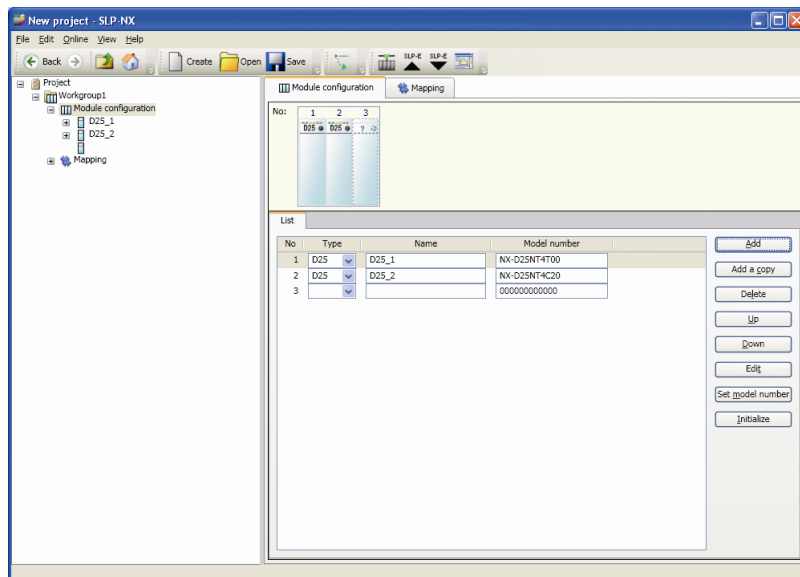 New project - SLP-NX
File Edit Online View Help
Back Create Open Save SLP-E SLP-E
Project
Workgroup1
Module configuration
D25_1
D25_2
Mapping
Module configuration Mapping
No: 1 2 3
D25 D25 ?
List
No Type Name Model number
1 D25 D25_1 NX-D25NT4T00
2 D25 D25_2 NX-D25NT4C20
3 000000000000
Add
Add a copy
Delete
Up
Down
Edit
Set model number
Initialize